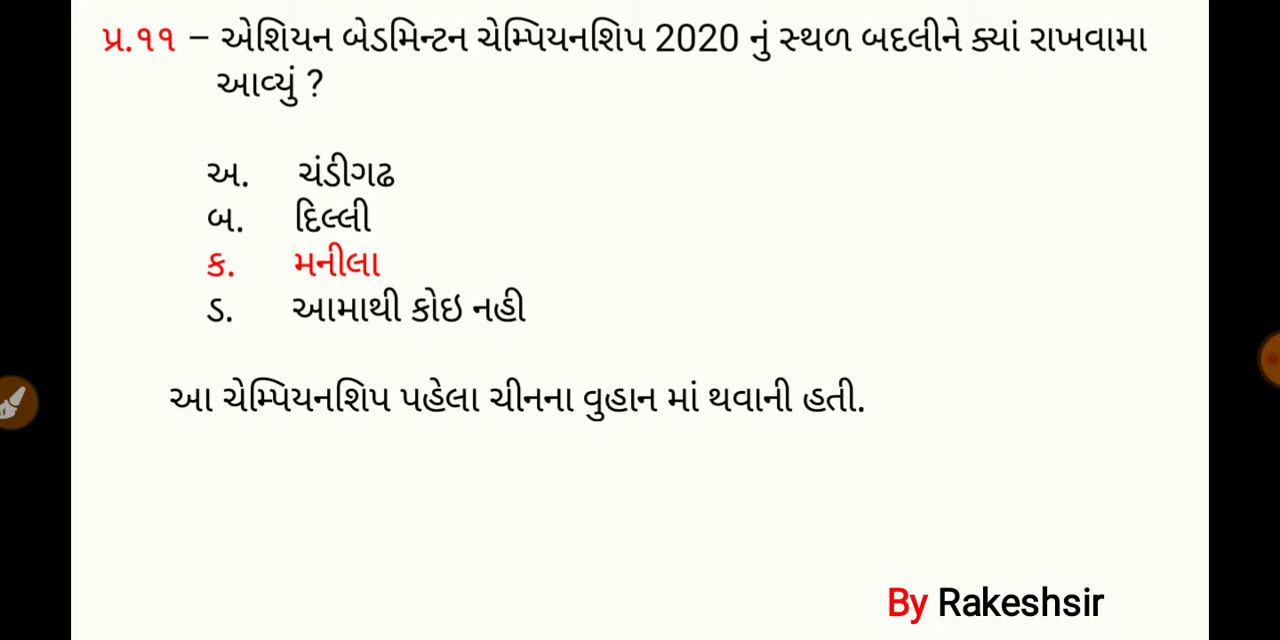 પ્ર.૧૧ – એશિયન બેડમિન્ટન ચેમ્પિયનશિપ 2020 નું સ્થળ બદલીને ક્યાં રાખવામા
આવ્યું ?
અ. ચંડીગઢ
બ. દિલ્લી
ક. મનીલા
ડ. આમાથી કોઇ નહી
આ ચેમ્પિયનશિપ પહેલા ચીનના વુહાન માં થવાની હતી.
By Rakeshsir